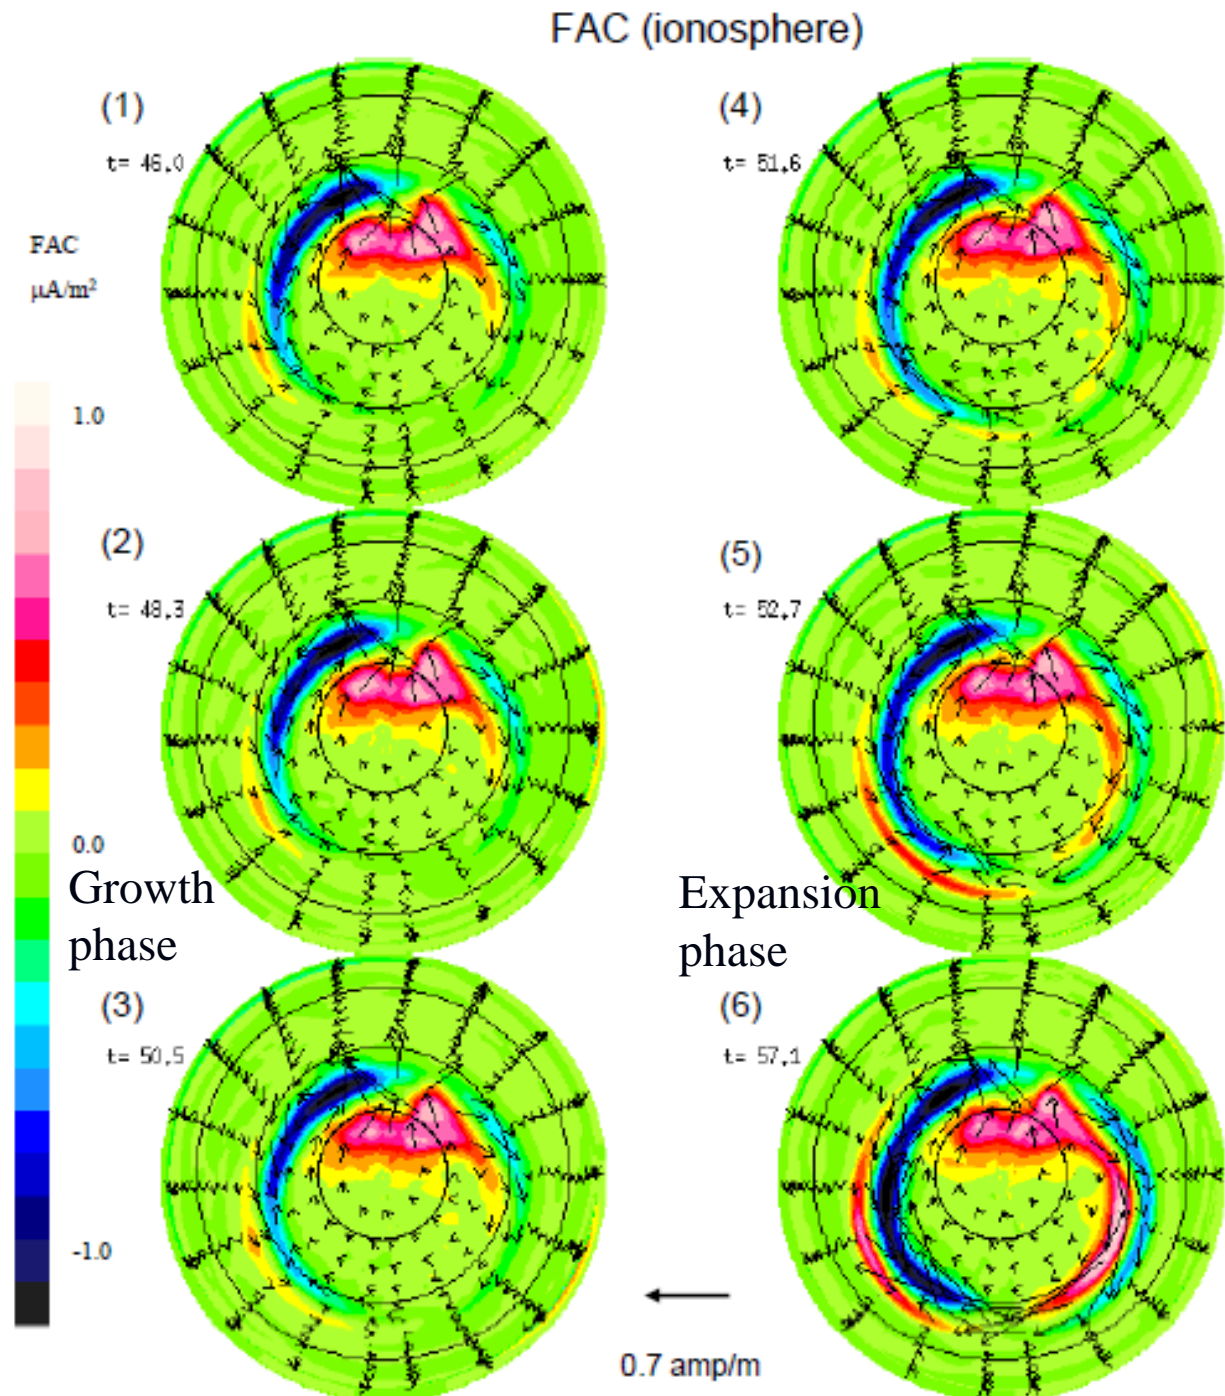 FAC (ionosphere)
(1)
t= 46.0
(4)
t= 51.6
FAC
μA/m²
1.0
(2)
t= 48.3
(5)
t= 52.7
0.0
Growth
phase
Expansion
phase
(3)
t= 50.5
(6)
t= 57.1
-1.0
0.7 amp/m